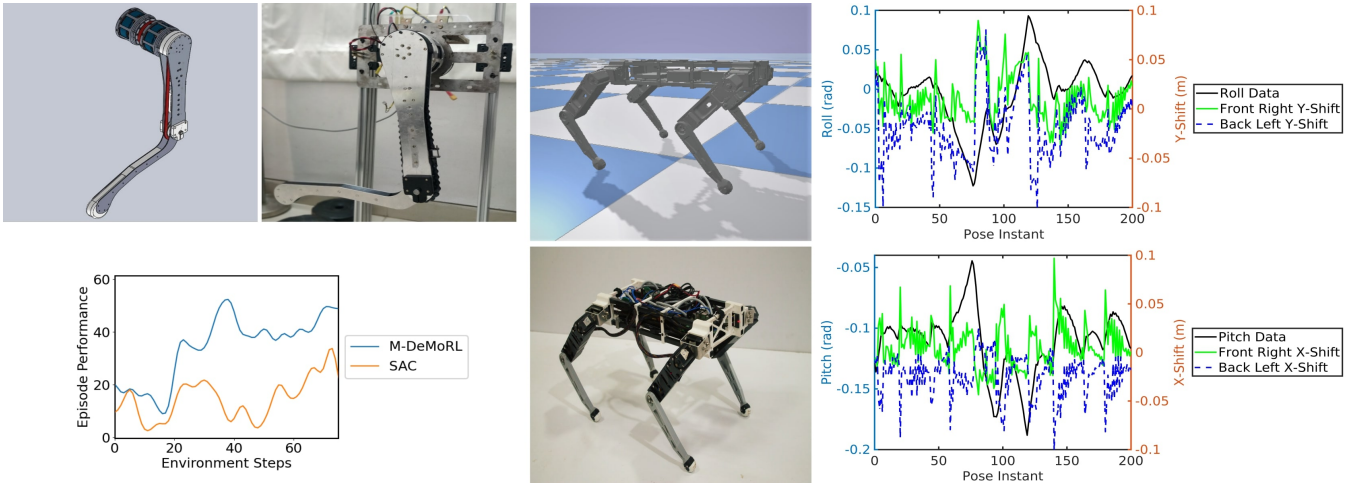 0.1
0.05
0
-0.05
-0.1
-0.15
Roll (rad)
0.1
0.05
0
-0.05
-0.1
Y-Shift (m)
0 50 100 150 200
Pose Instant
Roll Data
Front Right Y-Shift
Back Left Y-Shift
60
40
20
0
Episode Performance
0 20 40 60
Environment Steps
M-DeMoRL
SAC
-0.05
-0.1
-0.15
-0.2
Pitch (rad)
0.1
0.05
0
-0.05
-0.1
X-Shift (m)
0 50 100 150 200
Pose Instant
Pitch Data
Front Right X-Shift
Back Left X-Shift